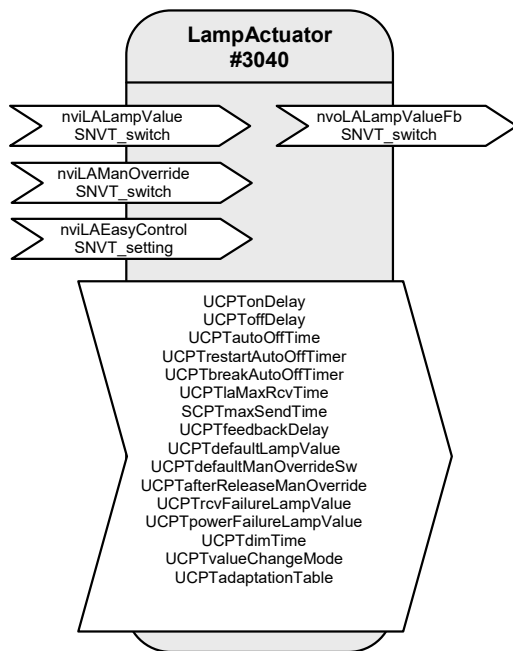 LampActuator
#3040
nviLALampValue
SNVT_switch
nvoLALampValueFb
SNVT_switch
nviLAManOverride
SNVT_switch
nviLAEasyControl
SNVT_setting
UCPTonDelay
UCPToffDelay
UCPTautoOffTime
UCPTrestartAutoOffTimer
UCPTbreakAutoOffTimer
UCPTlaMaxRcvTime
SCPTmaxSendTime
UCPTfeedbackDelay
UCPTdefaultLampValue
UCPTdefaultManOverrideSw
UCPTafterReleaseManOverride
UCPTrcvFailureLampValue
UCPTpowerFailureLampValue
UCPTdimTime
UCPTvalueChangeMode
UCPTadaptationTable